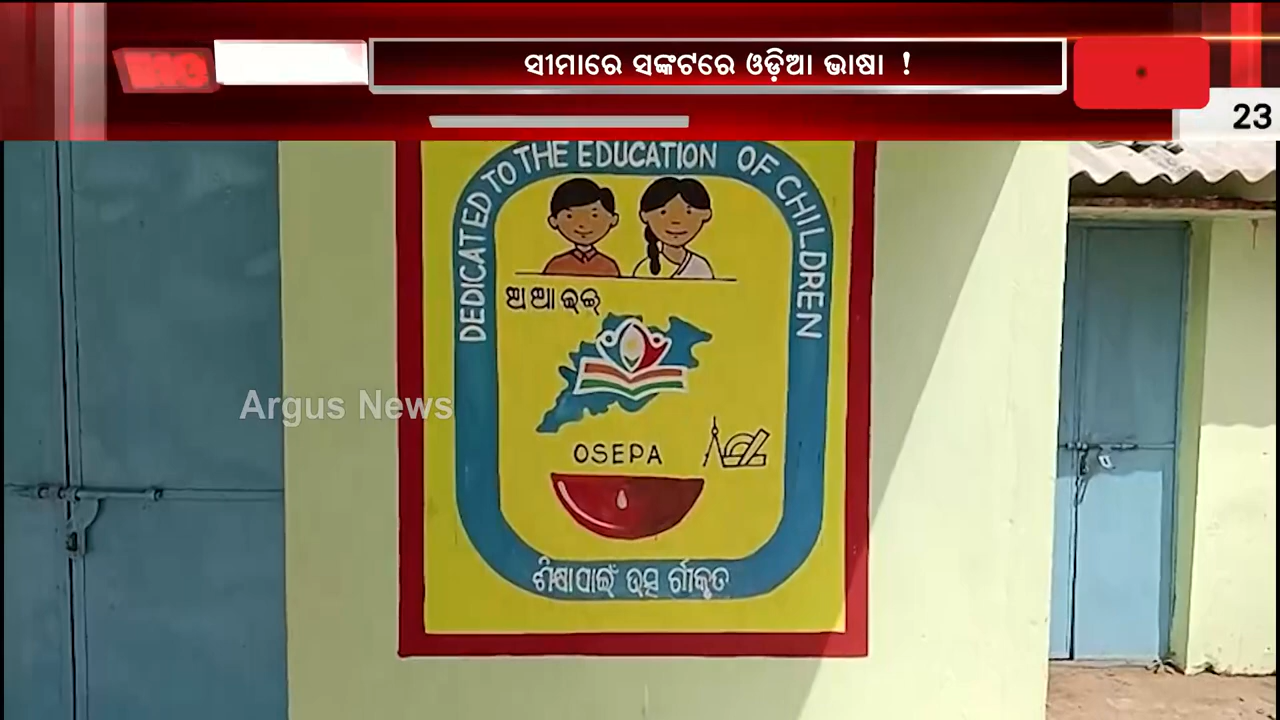 ସୀମାରେ ସଙ୍କଟରେ ଓଡ଼ିଆ ଭାଷା !
23
DEDICATED TO THE EDUCATION OF CHILDREN
ଅ ଆ ଇ ଈ
Argus News
OSEPA
ଶିକ୍ଷାପାଇଁ ଉତ୍ସର୍ଗୀକୃତ